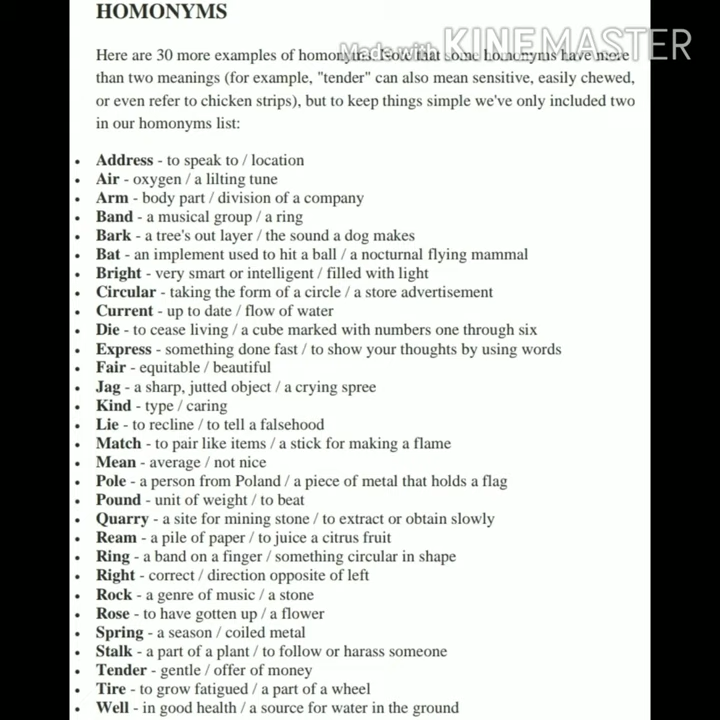 HOMONYMS
Made with KINEMASTER
Here are 30 more examples of homonyms. Note that some homonyms have more
than two meanings (for example, "tender" can also mean sensitive, easily chewed,
or even refer to chicken strips), but to keep things simple we've only included two
in our homonyms list:
• Address - to speak to / location
• Air - oxygen / a lilting tune
• Arm - body part / division of a company
• Band - a musical group / a ring
• Bark - a tree's out layer / the sound a dog makes
• Bat - an implement used to hit a ball / a nocturnal flying mammal
• Bright - very smart or intelligent / filled with light
• Circular - taking the form of a circle / a store advertisement
• Current - up to date / flow of water
• Die - to cease living / a cube marked with numbers one through six
• Express - something done fast / to show your thoughts by using words
• Fair - equitable / beautiful
• Jag - a sharp, jutted object / a crying spree
• Kind - type / caring
• Lie - to recline / to tell a falsehood
• Match - to pair like items / a stick for making a flame
• Mean - average / not nice
• Pole - a person from Poland / a piece of metal that holds a flag
• Pound - unit of weight / to beat
• Quarry - a site for mining stone / to extract or obtain slowly
• Ream - a pile of paper / to juice a citrus fruit
• Ring - a band on a finger / something circular in shape
• Right - correct / direction opposite of left
• Rock - a genre of music / a stone
• Rose - to have gotten up / a flower
• Spring - a season / coiled metal
• Stalk - a part of a plant / to follow or harass someone
• Tender - gentle / offer of money
• Tire - to grow fatigued / a part of a wheel
• Well - in good health / a source for water in the ground